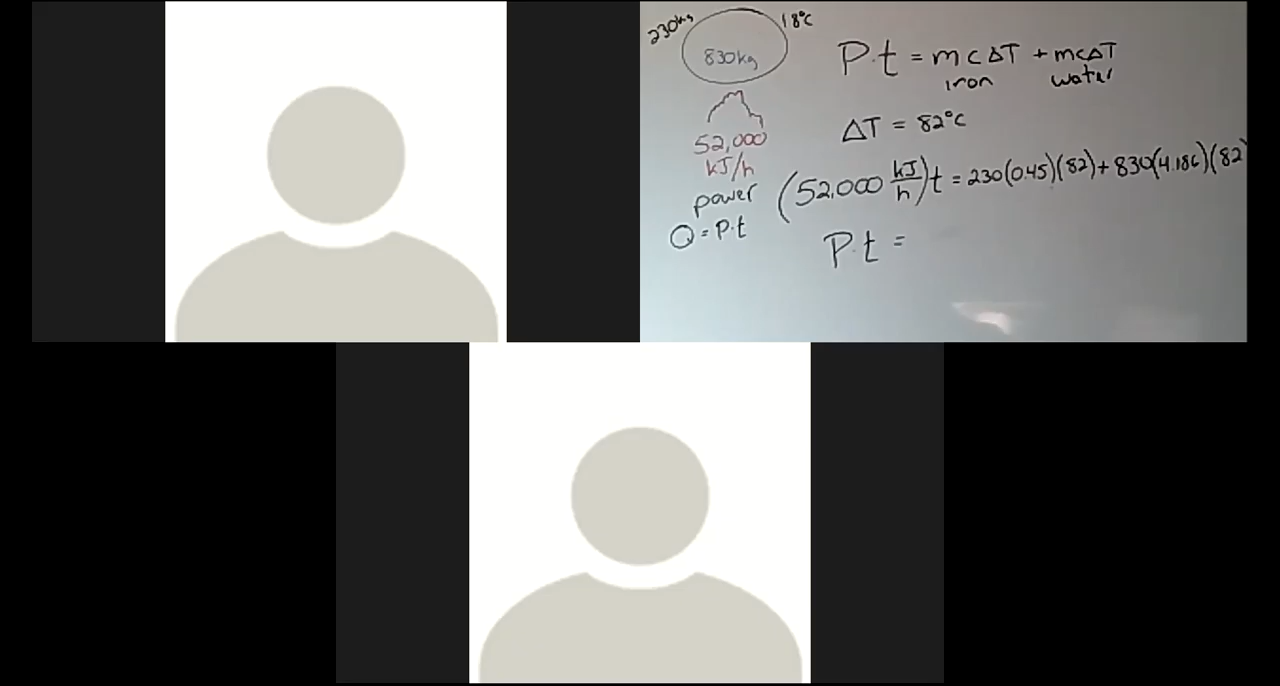 230kg
18°C
830kg
52,000
kJ/h
power
Q = P·t
P·t = mcΔT + mcΔT
iron water
ΔT = 82°C
(52,000 kJ/h)t = 230(0.45)(82) + 830(4.186)(82)
P·t =